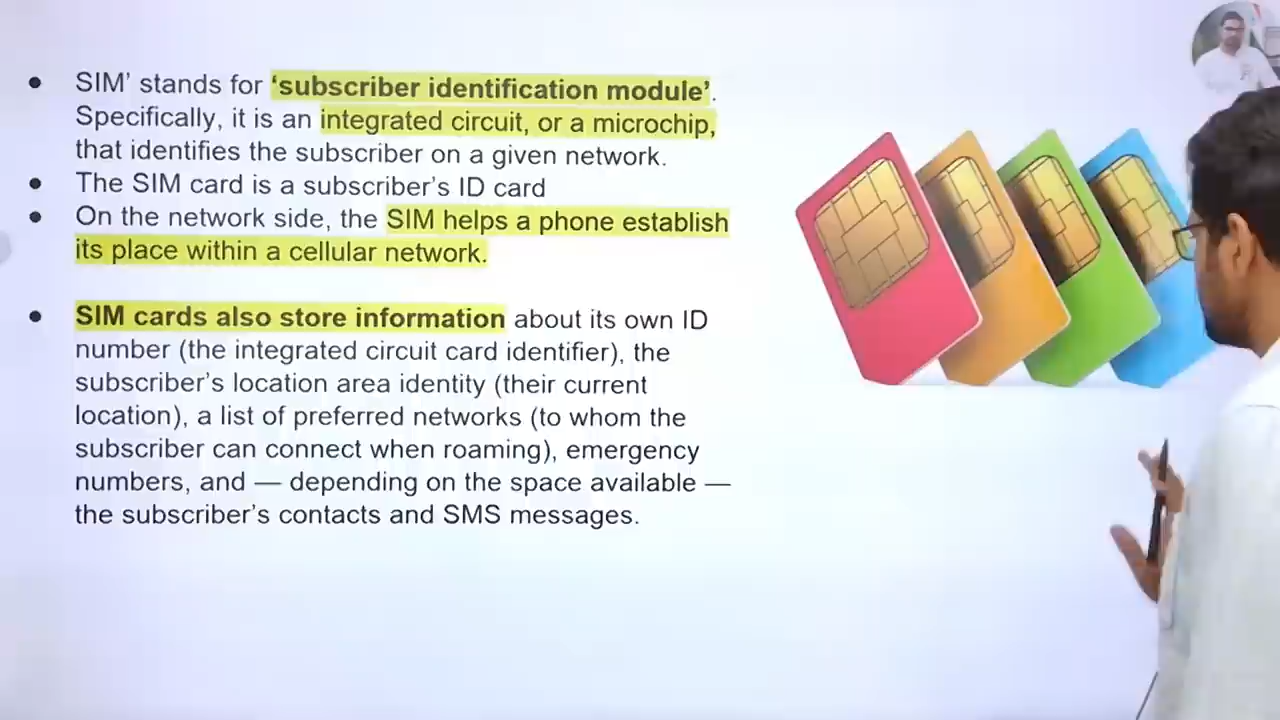 • SIM' stands for 'subscriber identification module'.
Specifically, it is an integrated circuit, or a microchip,
that identifies the subscriber on a given network.
• The SIM card is a subscriber's ID card
• On the network side, the SIM helps a phone establish
its place within a cellular network.
• SIM cards also store information about its own ID
number (the integrated circuit card identifier), the
subscriber's location area identity (their current
location), a list of preferred networks (to whom the
subscriber can connect when roaming), emergency
numbers, and — depending on the space available —
the subscriber's contacts and SMS messages.